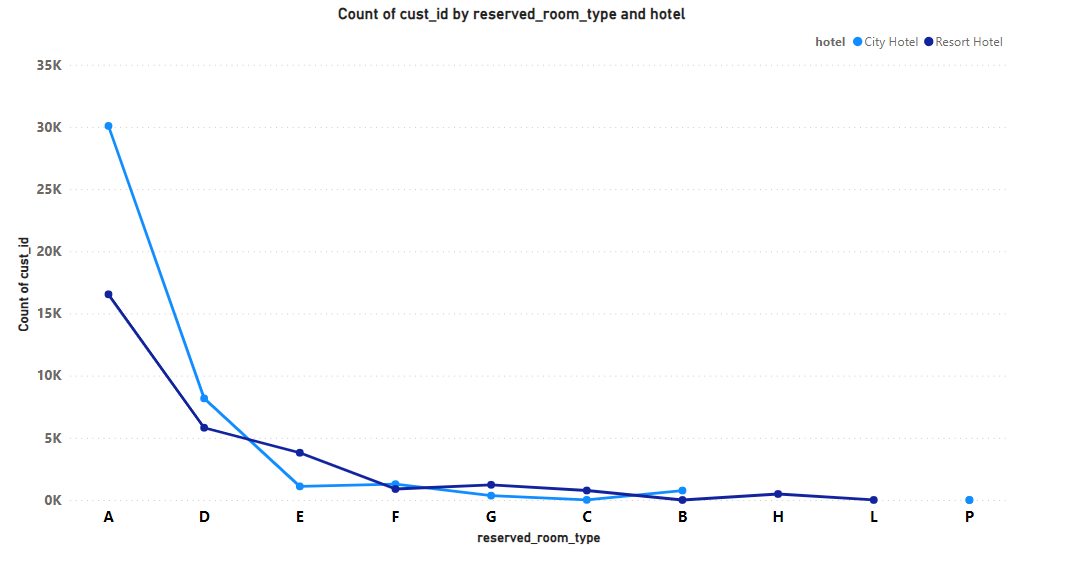 Count of cust_id by reserved_room_type and hotel
hotel City Hotel Resort Hotel
35K
30K
25K
20K
15K
10K
5K
0K
Count of cust_id
A D E F G C B H L P
reserved_room_type